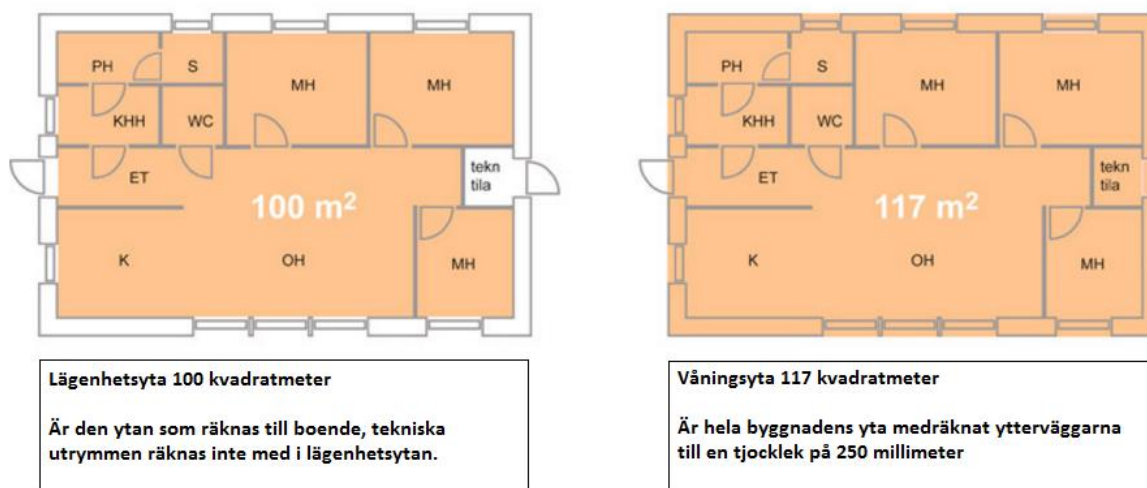 PH
S
MH
MH
KHH
WC
ET
tekn
tila
100 m²
K
OH
MH
Lägenhetsyta 100 kvadratmeter
Är den ytan som räknas till boende, tekniska
utrymmen räknas inte med i lägenhetsytan.
PH
S
MH
MH
KHH
WC
ET
tekn
tila
117 m²
K
OH
MH
Våningsyta 117 kvadratmeter
Är hela byggnadens yta medräknat ytterväggarna
till en tjocklek på 250 millimeter